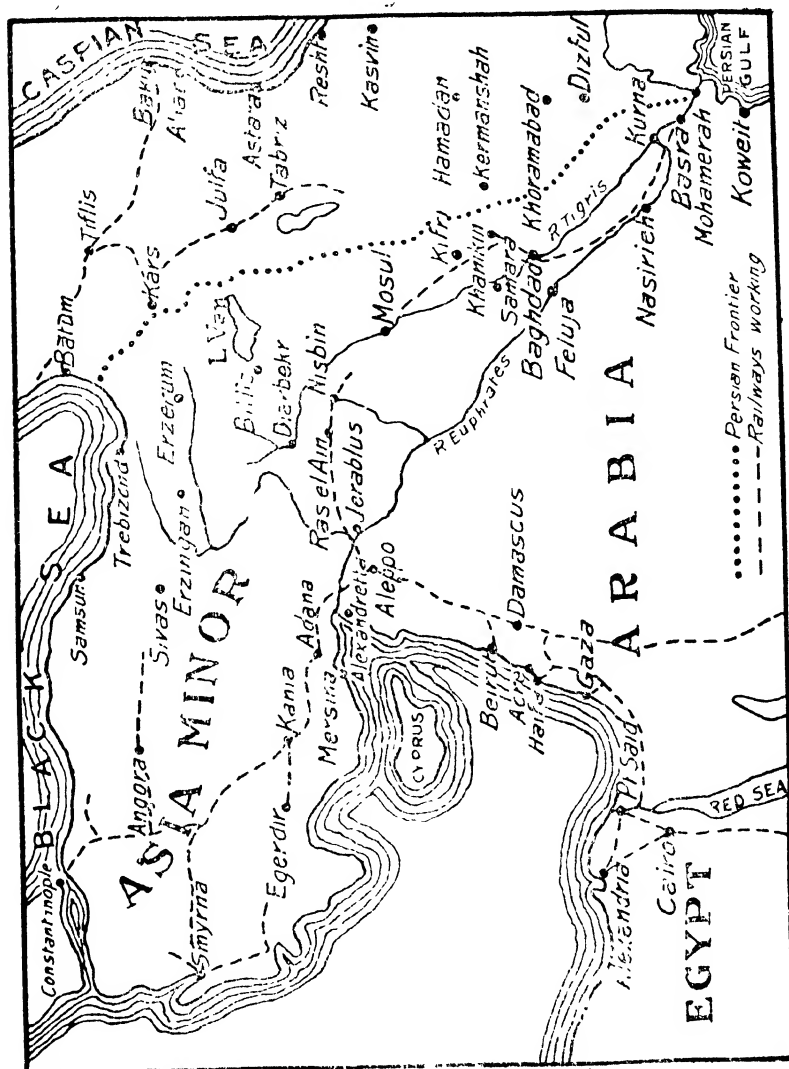 CASPIAN SEA
BLACK SEA
Constantinople
Samsun
Trebizond
Batum
Tiflis
Baku
Kars
Julfa
Astara
Tabriz
Resht
Kasvin
Angora
Sivas
Erzingan
Erzerum
L. Van
Bitlis
Diarbekr
Nisbin
Mosul
Kifri
Hamadan
Kermanshah
Khanikin
Samara
Khoramabad
Dizful
Baghdad
Feluja
R Tigris
Kurna
ASIA MINOR
Smyrna
Egerdir
Kania
Adana
Mersina
Alexandretta
Ras el Ain
Jerablus
Aleppo
R Euphrates
Nasirieh
Basra
Mohamerah
PERSIAN
GULF
Koweit
CYPRUS
Beirut
Damascus
Acre
Haifa
Gaza
ARABIA
Pt Said
Alexandria
Cairo
RED SEA
EGYPT
Persian Frontier
Railways working